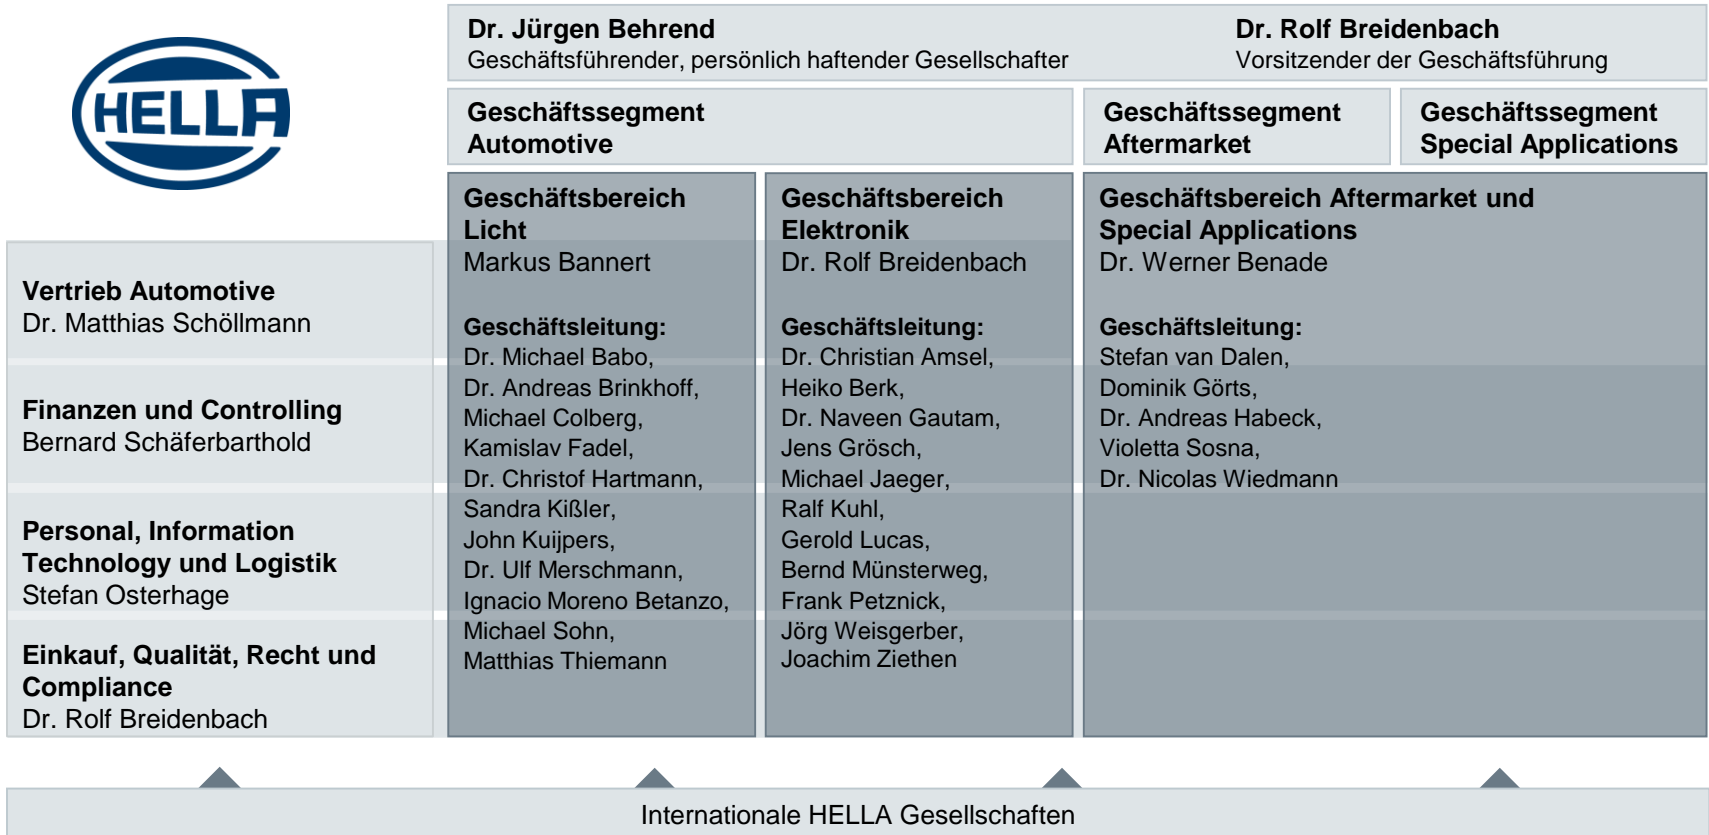 HELLA
Dr. Jürgen Behrend
Geschäftsführender, persönlich haftender Gesellschafter
Dr. Rolf Breidenbach
Vorsitzender der Geschäftsführung
Geschäftssegment
Automotive
Geschäftssegment
Aftermarket
Geschäftssegment
Special Applications
Vertrieb Automotive
Dr. Matthias Schöllmann
Finanzen und Controlling
Bernard Schäferbarthold
Personal, Information
Technology und Logistik
Stefan Osterhage
Einkauf, Qualität, Recht und
Compliance
Dr. Rolf Breidenbach
Geschäftsbereich
Licht
Markus Bannert
Geschäftsleitung:
Dr. Michael Babo,
Dr. Andreas Brinkhoff,
Michael Colberg,
Kamislav Fadel,
Dr. Christof Hartmann,
Sandra Kißler,
John Kuijpers,
Dr. Ulf Merschmann,
Ignacio Moreno Betanzo,
Michael Sohn,
Matthias Thiemann
Geschäftsbereich
Elektronik
Dr. Rolf Breidenbach
Geschäftsleitung:
Dr. Christian Amsel,
Heiko Berk,
Dr. Naveen Gautam,
Jens Grösch,
Michael Jaeger,
Ralf Kuhl,
Gerold Lucas,
Bernd Münsterweg,
Frank Petznick,
Jörg Weisgerber,
Joachim Ziethen
Geschäftsbereich Aftermarket und
Special Applications
Dr. Werner Benade
Geschäftsleitung:
Stefan van Dalen,
Dominik Görts,
Dr. Andreas Habeck,
Violetta Sosna,
Dr. Nicolas Wiedmann
Internationale HELLA Gesellschaften